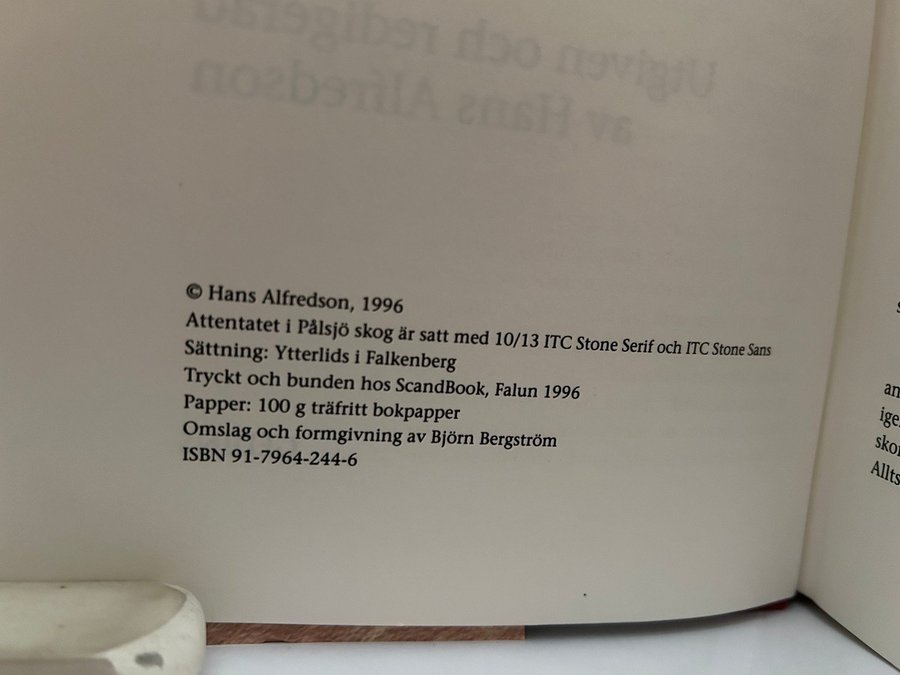 Utgiven och redigerad
av Hans Alfredson
© Hans Alfredson, 1996
Attentatet i Pålsjö skog är satt med 10/13 ITC Stone Serif och ITC Stone Sans
Sättning: Ytterlids i Falkenberg
Tryckt och bunden hos ScandBook, Falun 1996
Papper: 100 g träfritt bokpapper
Omslag och formgivning av Björn Bergström
ISBN 91-7964-244-6